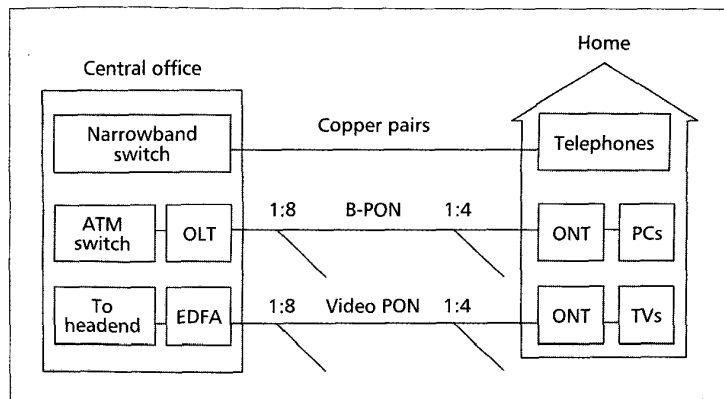 Home
Central office
Narrowband
switch
Copper pairs
Telephones
ATM
switch
OLT
1:8
B-PON
1:4
ONT
PCs
To
headend
EDFA
1:8
Video PON
1:4
ONT
TVs